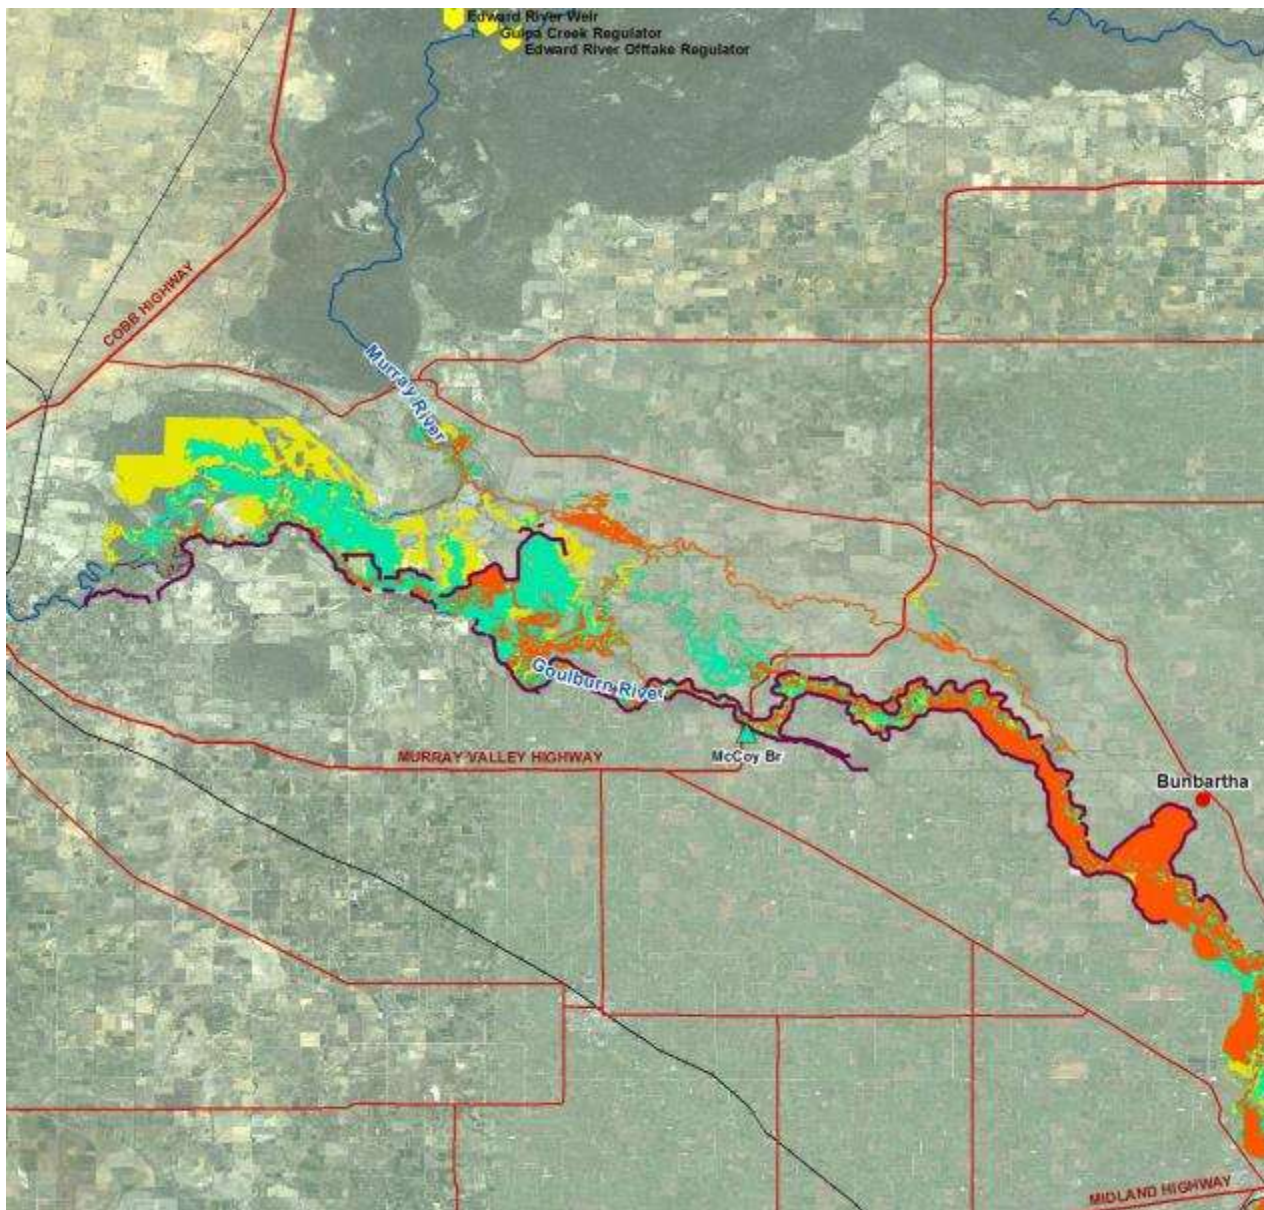 Edward River Weir
Gulpa Creek Regulator
Edward River Offtake Regulator
COBB HIGHWAY
Murray River
Goulburn River
MURRAY VALLEY HIGHWAY
McCoy Br
Bunbartha
MIDLAND HIGHWAY